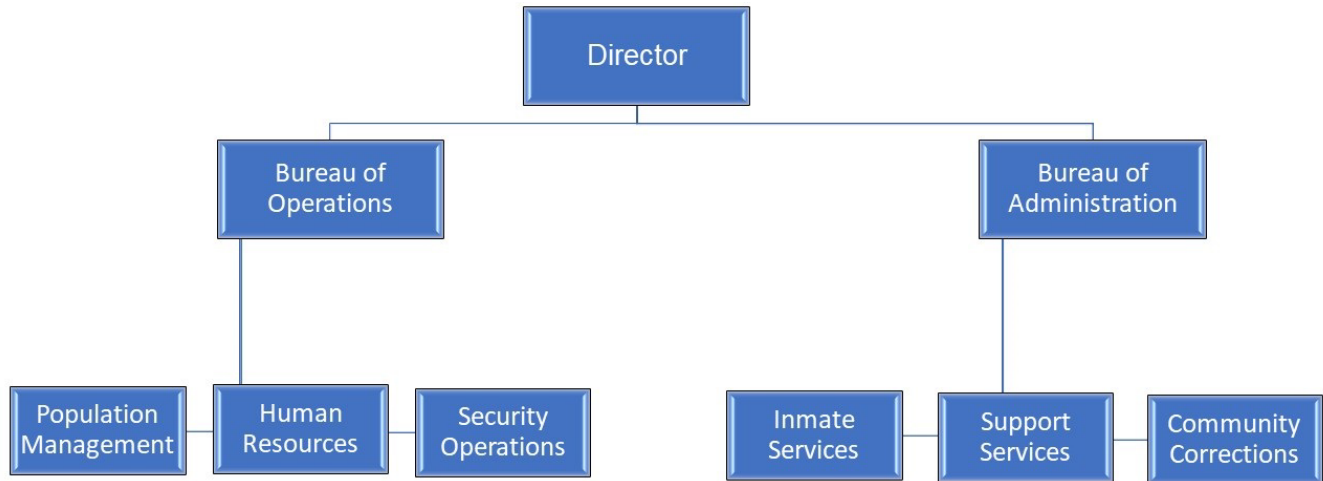 Director
Bureau of
Operations
Bureau of
Administration
Population
Management
Human
Resources
Security
Operations
Inmate
Services
Support
Services
Community
Corrections